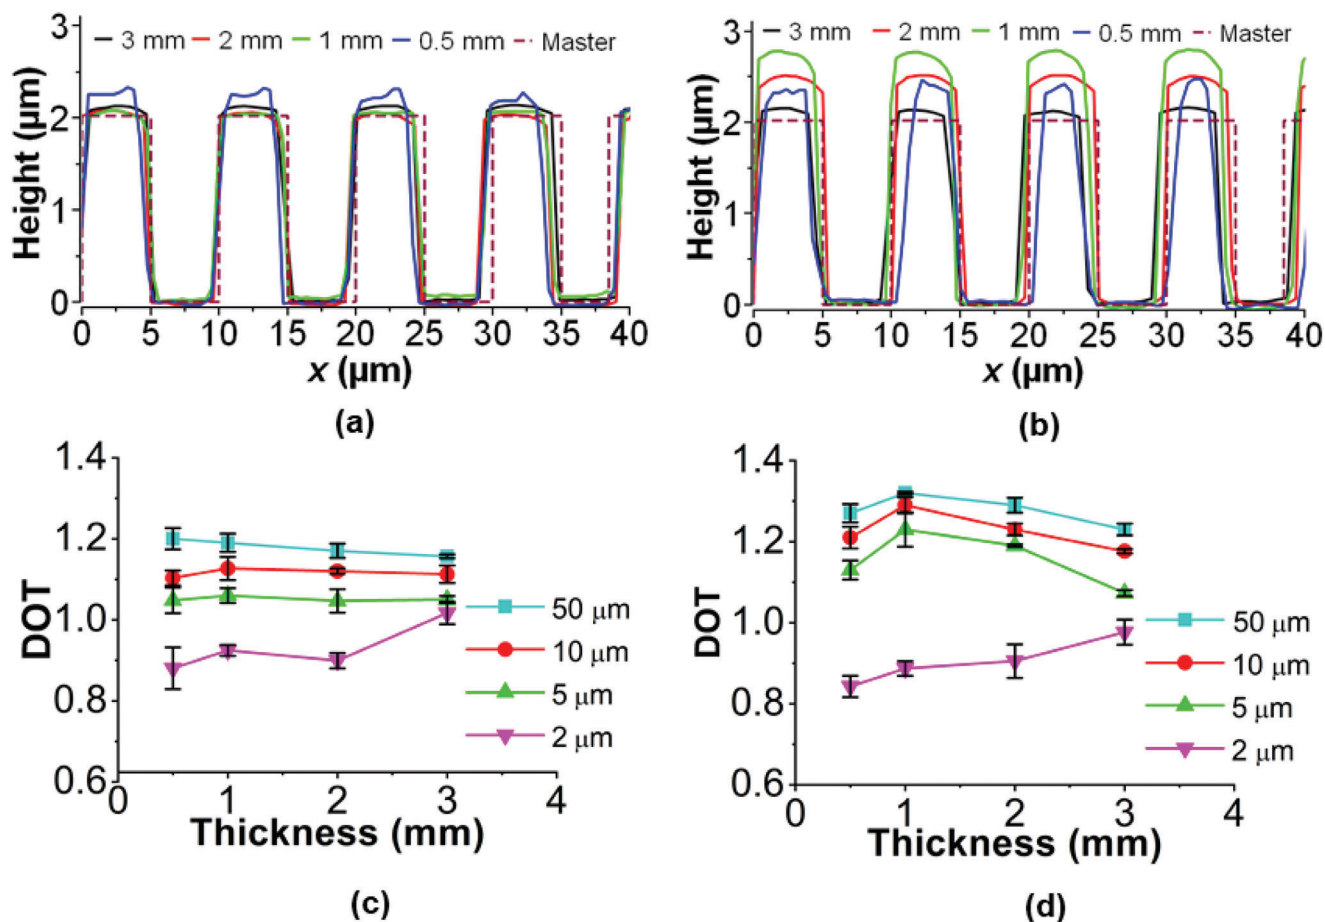 3 mm 2 mm 1 mm 0.5 mm Master
Height (µm)
3
2
1
0
0 5 10 15 20 25 30 35 40
x (µm)
(a)
3 mm 2 mm 1 mm 0.5 mm Master
Height (µm)
3
2
1
0
0 5 10 15 20 25 30 35 40
x (µm)
(b)
DOT
1.4
1.2
1.0
0.8
0.6
50 µm
10 µm
5 µm
2 µm
0 1 2 3 4
Thickness (mm)
(c)
DOT
1.4
1.2
1.0
0.8
0.6
50 µm
10 µm
5 µm
2 µm
0 1 2 3 4
Thickness (mm)
(d)